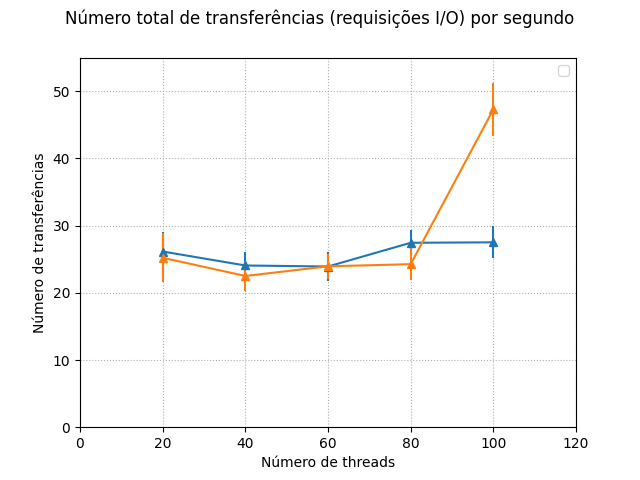 Número total de transferências (requisições I/O) por segundo
50
40
30
20
10
0
Número de transferências
0 20 40 60 80 100 120
Número de threads